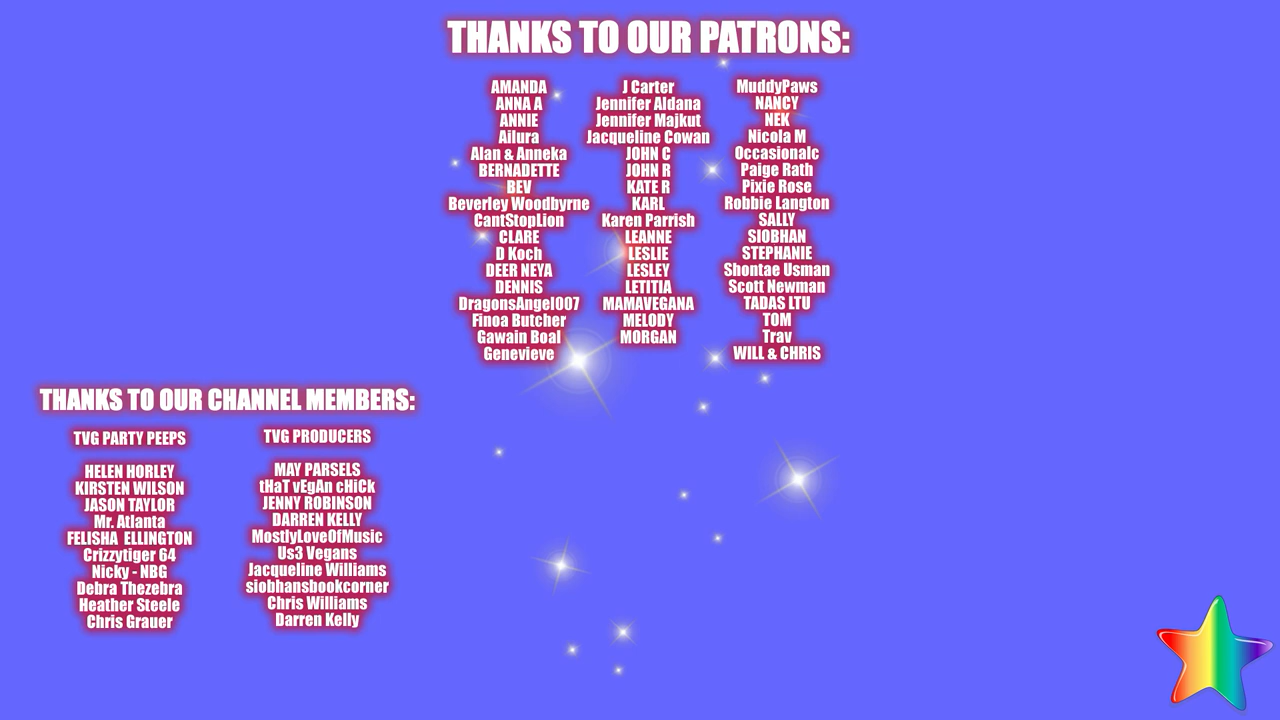 THANKS TO OUR PATRONS:
AMANDA
ANNA A
ANNIE
Ailura
Alan & Anneka
BERNADETTE
BEV
Beverley Woodbyrne
CantStopLion
CLARE
D Koch
DEER NEYA
DENNIS
DragonsAngel007
Finoa Butcher
Gawain Boal
Genevieve
J Carter
Jennifer Aldana
Jennifer Majkut
Jacqueline Cowan
JOHN C
JOHN R
KATE R
KARL
Karen Parrish
LEANNE
LESLIE
LESLEY
LETITIA
MAMAVEGANA
MELODY
MORGAN
MuddyPaws
NANCY
NEK
Nicola M
Occasionalc
Paige Rath
Pixie Rose
Robbie Langton
SALLY
SIOBHAN
STEPHANIE
Shontae Usman
Scott Newman
TADAS LTU
TOM
Trav
WILL & CHRIS
THANKS TO OUR CHANNEL MEMBERS:
TVG PARTY PEEPS
HELEN HORLEY
KIRSTEN WILSON
JASON TAYLOR
Mr. Atlanta
FELISHA ELLINGTON
Crizzytiger 64
Nicky - NBG
Debra Thezebra
Heather Steele
Chris Grauer
TVG PRODUCERS
MAY PARSELS
tHaT vEgAn cHiCk
JENNY ROBINSON
DARREN KELLY
MostlyLoveOfMusic
Us3 Vegans
Jacqueline Williams
siobhansbookcorner
Chris Williams
Darren Kelly